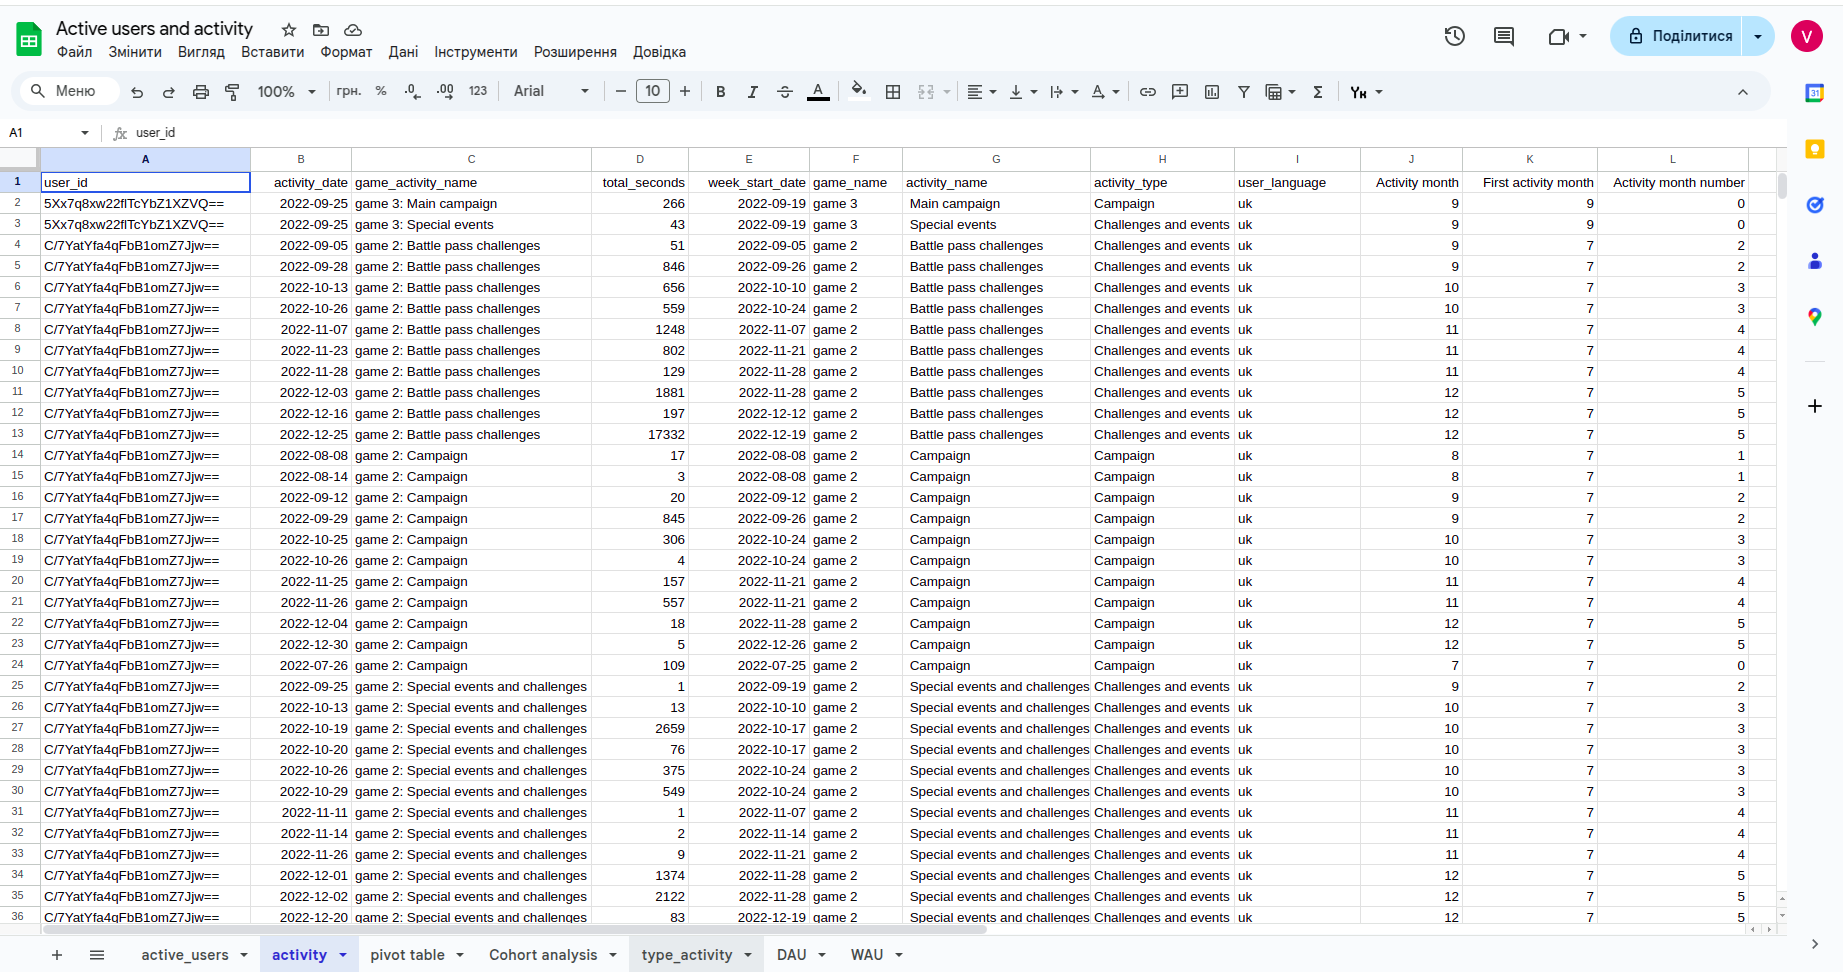 Active users and activity
Файл Змінити Вигляд Вставити Формат Дані Інструменти Розширення Довідка
Поділитися
V
Меню 100% грн. % .0 .00 123 Arial 10 B I A Σ Yк
31
A1 fx user_id
A B C D E F G H I J K L
1 user_id activity_date game_activity_name total_seconds week_start_date game_name activity_name activity_type user_language Activity month First activity month Activity month number
2 5Xx7q8xw22flTcYbZ1XZVQ== 2022-09-25 game 3: Main campaign 266 2022-09-19 game 3 Main campaign Campaign uk 9 9 0
3 5Xx7q8xw22flTcYbZ1XZVQ== 2022-09-25 game 3: Special events 43 2022-09-19 game 3 Special events Challenges and events uk 9 9 0
4 C/7YatYfa4qFbB1omZ7Jjw== 2022-09-05 game 2: Battle pass challenges 51 2022-09-05 game 2 Battle pass challenges Challenges and events uk 9 7 2
5 C/7YatYfa4qFbB1omZ7Jjw== 2022-09-28 game 2: Battle pass challenges 846 2022-09-26 game 2 Battle pass challenges Challenges and events uk 9 7 2
6 C/7YatYfa4qFbB1omZ7Jjw== 2022-10-13 game 2: Battle pass challenges 656 2022-10-10 game 2 Battle pass challenges Challenges and events uk 10 7 3
7 C/7YatYfa4qFbB1omZ7Jjw== 2022-10-26 game 2: Battle pass challenges 559 2022-10-24 game 2 Battle pass challenges Challenges and events uk 10 7 3
8 C/7YatYfa4qFbB1omZ7Jjw== 2022-11-07 game 2: Battle pass challenges 1248 2022-11-07 game 2 Battle pass challenges Challenges and events uk 11 7 4
9 C/7YatYfa4qFbB1omZ7Jjw== 2022-11-23 game 2: Battle pass challenges 802 2022-11-21 game 2 Battle pass challenges Challenges and events uk 11 7 4
10 C/7YatYfa4qFbB1omZ7Jjw== 2022-11-28 game 2: Battle pass challenges 129 2022-11-28 game 2 Battle pass challenges Challenges and events uk 11 7 4
11 C/7YatYfa4qFbB1omZ7Jjw== 2022-12-03 game 2: Battle pass challenges 1881 2022-11-28 game 2 Battle pass challenges Challenges and events uk 12 7 5
12 C/7YatYfa4qFbB1omZ7Jjw== 2022-12-16 game 2: Battle pass challenges 197 2022-12-12 game 2 Battle pass challenges Challenges and events uk 12 7 5
13 C/7YatYfa4qFbB1omZ7Jjw== 2022-12-25 game 2: Battle pass challenges 17332 2022-12-19 game 2 Battle pass challenges Challenges and events uk 12 7 5
14 C/7YatYfa4qFbB1omZ7Jjw== 2022-08-08 game 2: Campaign 17 2022-08-08 game 2 Campaign Campaign uk 8 7 1
15 C/7YatYfa4qFbB1omZ7Jjw== 2022-08-14 game 2: Campaign 3 2022-08-08 game 2 Campaign Campaign uk 8 7 1
16 C/7YatYfa4qFbB1omZ7Jjw== 2022-09-12 game 2: Campaign 20 2022-09-12 game 2 Campaign Campaign uk 9 7 2
17 C/7YatYfa4qFbB1omZ7Jjw== 2022-09-29 game 2: Campaign 845 2022-09-26 game 2 Campaign Campaign uk 9 7 2
18 C/7YatYfa4qFbB1omZ7Jjw== 2022-10-25 game 2: Campaign 306 2022-10-24 game 2 Campaign Campaign uk 10 7 3
19 C/7YatYfa4qFbB1omZ7Jjw== 2022-10-26 game 2: Campaign 4 2022-10-24 game 2 Campaign Campaign uk 10 7 3
20 C/7YatYfa4qFbB1omZ7Jjw== 2022-11-25 game 2: Campaign 157 2022-11-21 game 2 Campaign Campaign uk 11 7 4
21 C/7YatYfa4qFbB1omZ7Jjw== 2022-11-26 game 2: Campaign 557 2022-11-21 game 2 Campaign Campaign uk 11 7 4
22 C/7YatYfa4qFbB1omZ7Jjw== 2022-12-04 game 2: Campaign 18 2022-11-28 game 2 Campaign Campaign uk 12 7 5
23 C/7YatYfa4qFbB1omZ7Jjw== 2022-12-30 game 2: Campaign 5 2022-12-26 game 2 Campaign Campaign uk 12 7 5
24 C/7YatYfa4qFbB1omZ7Jjw== 2022-07-26 game 2: Campaign 109 2022-07-25 game 2 Campaign Campaign uk 7 7 0
25 C/7YatYfa4qFbB1omZ7Jjw== 2022-09-25 game 2: Special events and challenges 1 2022-09-19 game 2 Special events and challenges Challenges and events uk 9 7 2
26 C/7YatYfa4qFbB1omZ7Jjw== 2022-10-13 game 2: Special events and challenges 13 2022-10-10 game 2 Special events and challenges Challenges and events uk 10 7 3
27 C/7YatYfa4qFbB1omZ7Jjw== 2022-10-19 game 2: Special events and challenges 2659 2022-10-17 game 2 Special events and challenges Challenges and events uk 10 7 3
28 C/7YatYfa4qFbB1omZ7Jjw== 2022-10-20 game 2: Special events and challenges 76 2022-10-17 game 2 Special events and challenges Challenges and events uk 10 7 3
29 C/7YatYfa4qFbB1omZ7Jjw== 2022-10-26 game 2: Special events and challenges 375 2022-10-24 game 2 Special events and challenges Challenges and events uk 10 7 3
30 C/7YatYfa4qFbB1omZ7Jjw== 2022-10-29 game 2: Special events and challenges 549 2022-10-24 game 2 Special events and challenges Challenges and events uk 10 7 3
31 C/7YatYfa4qFbB1omZ7Jjw== 2022-11-11 game 2: Special events and challenges 1 2022-11-07 game 2 Special events and challenges Challenges and events uk 11 7 4
32 C/7YatYfa4qFbB1omZ7Jjw== 2022-11-14 game 2: Special events and challenges 2 2022-11-14 game 2 Special events and challenges Challenges and events uk 11 7 4
33 C/7YatYfa4qFbB1omZ7Jjw== 2022-11-26 game 2: Special events and challenges 9 2022-11-21 game 2 Special events and challenges Challenges and events uk 11 7 4
34 C/7YatYfa4qFbB1omZ7Jjw== 2022-12-01 game 2: Special events and challenges 1374 2022-11-28 game 2 Special events and challenges Challenges and events uk 12 7 5
35 C/7YatYfa4qFbB1omZ7Jjw== 2022-12-02 game 2: Special events and challenges 2122 2022-11-28 game 2 Special events and challenges Challenges and events uk 12 7 5
36 C/7YatYfa4qFbB1omZ7Jjw== 2022-12-20 game 2: Special events and challenges 83 2022-12-19 game 2 Special events and challenges Challenges and events uk 12 7 5
active_users activity pivot table Cohort analysis type_activity DAU WAU